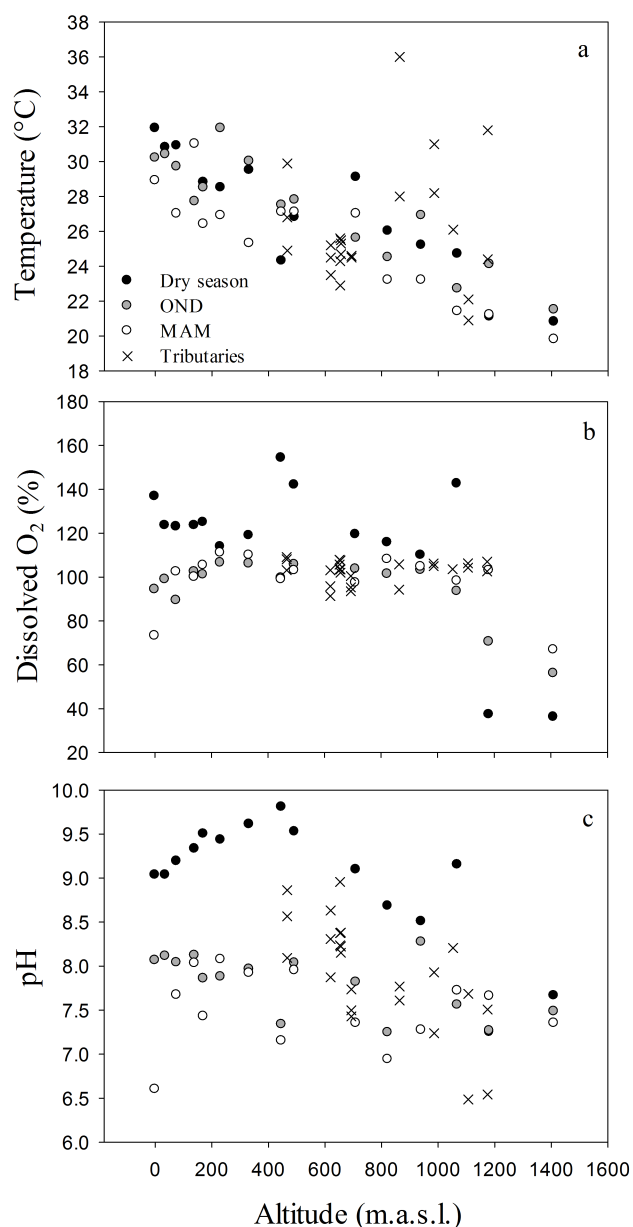 38
36
34
32
30
28
26
24
22
20
18
Temperature (°C)
a
Dry season
OND
MAM
Tributaries
180
160
140
120
100
80
60
40
20
Dissolved O₂ (%)
b
10.0
9.5
9.0
8.5
8.0
7.5
7.0
6.5
6.0
pH
c
0 200 400 600 800 1000 1200 1400 1600
Altitude (m.a.s.l.)